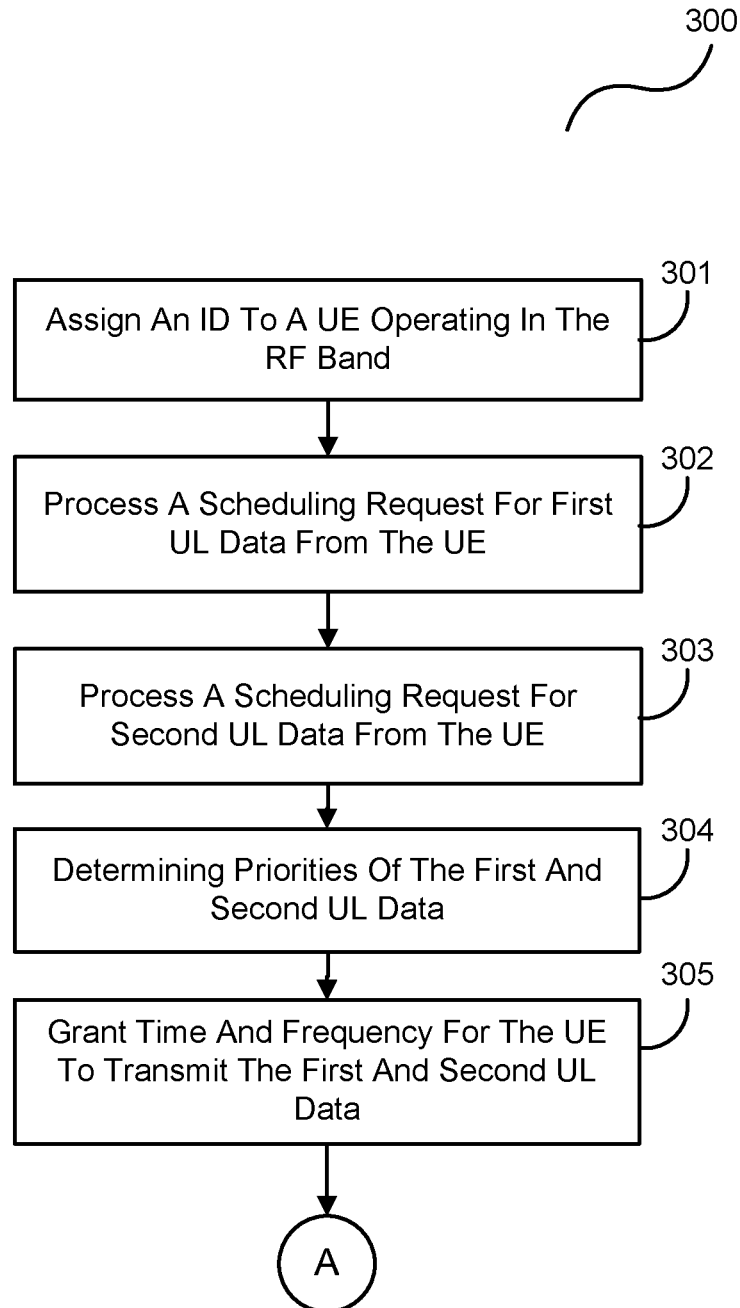 300
301
Assign An ID To A UE Operating In The
RF Band
302
Process A Scheduling Request For First
UL Data From The UE
303
Process A Scheduling Request For
Second UL Data From The UE
304
Determining Priorities Of The First And
Second UL Data
305
Grant Time And Frequency For The UE
To Transmit The First And Second UL
Data
A